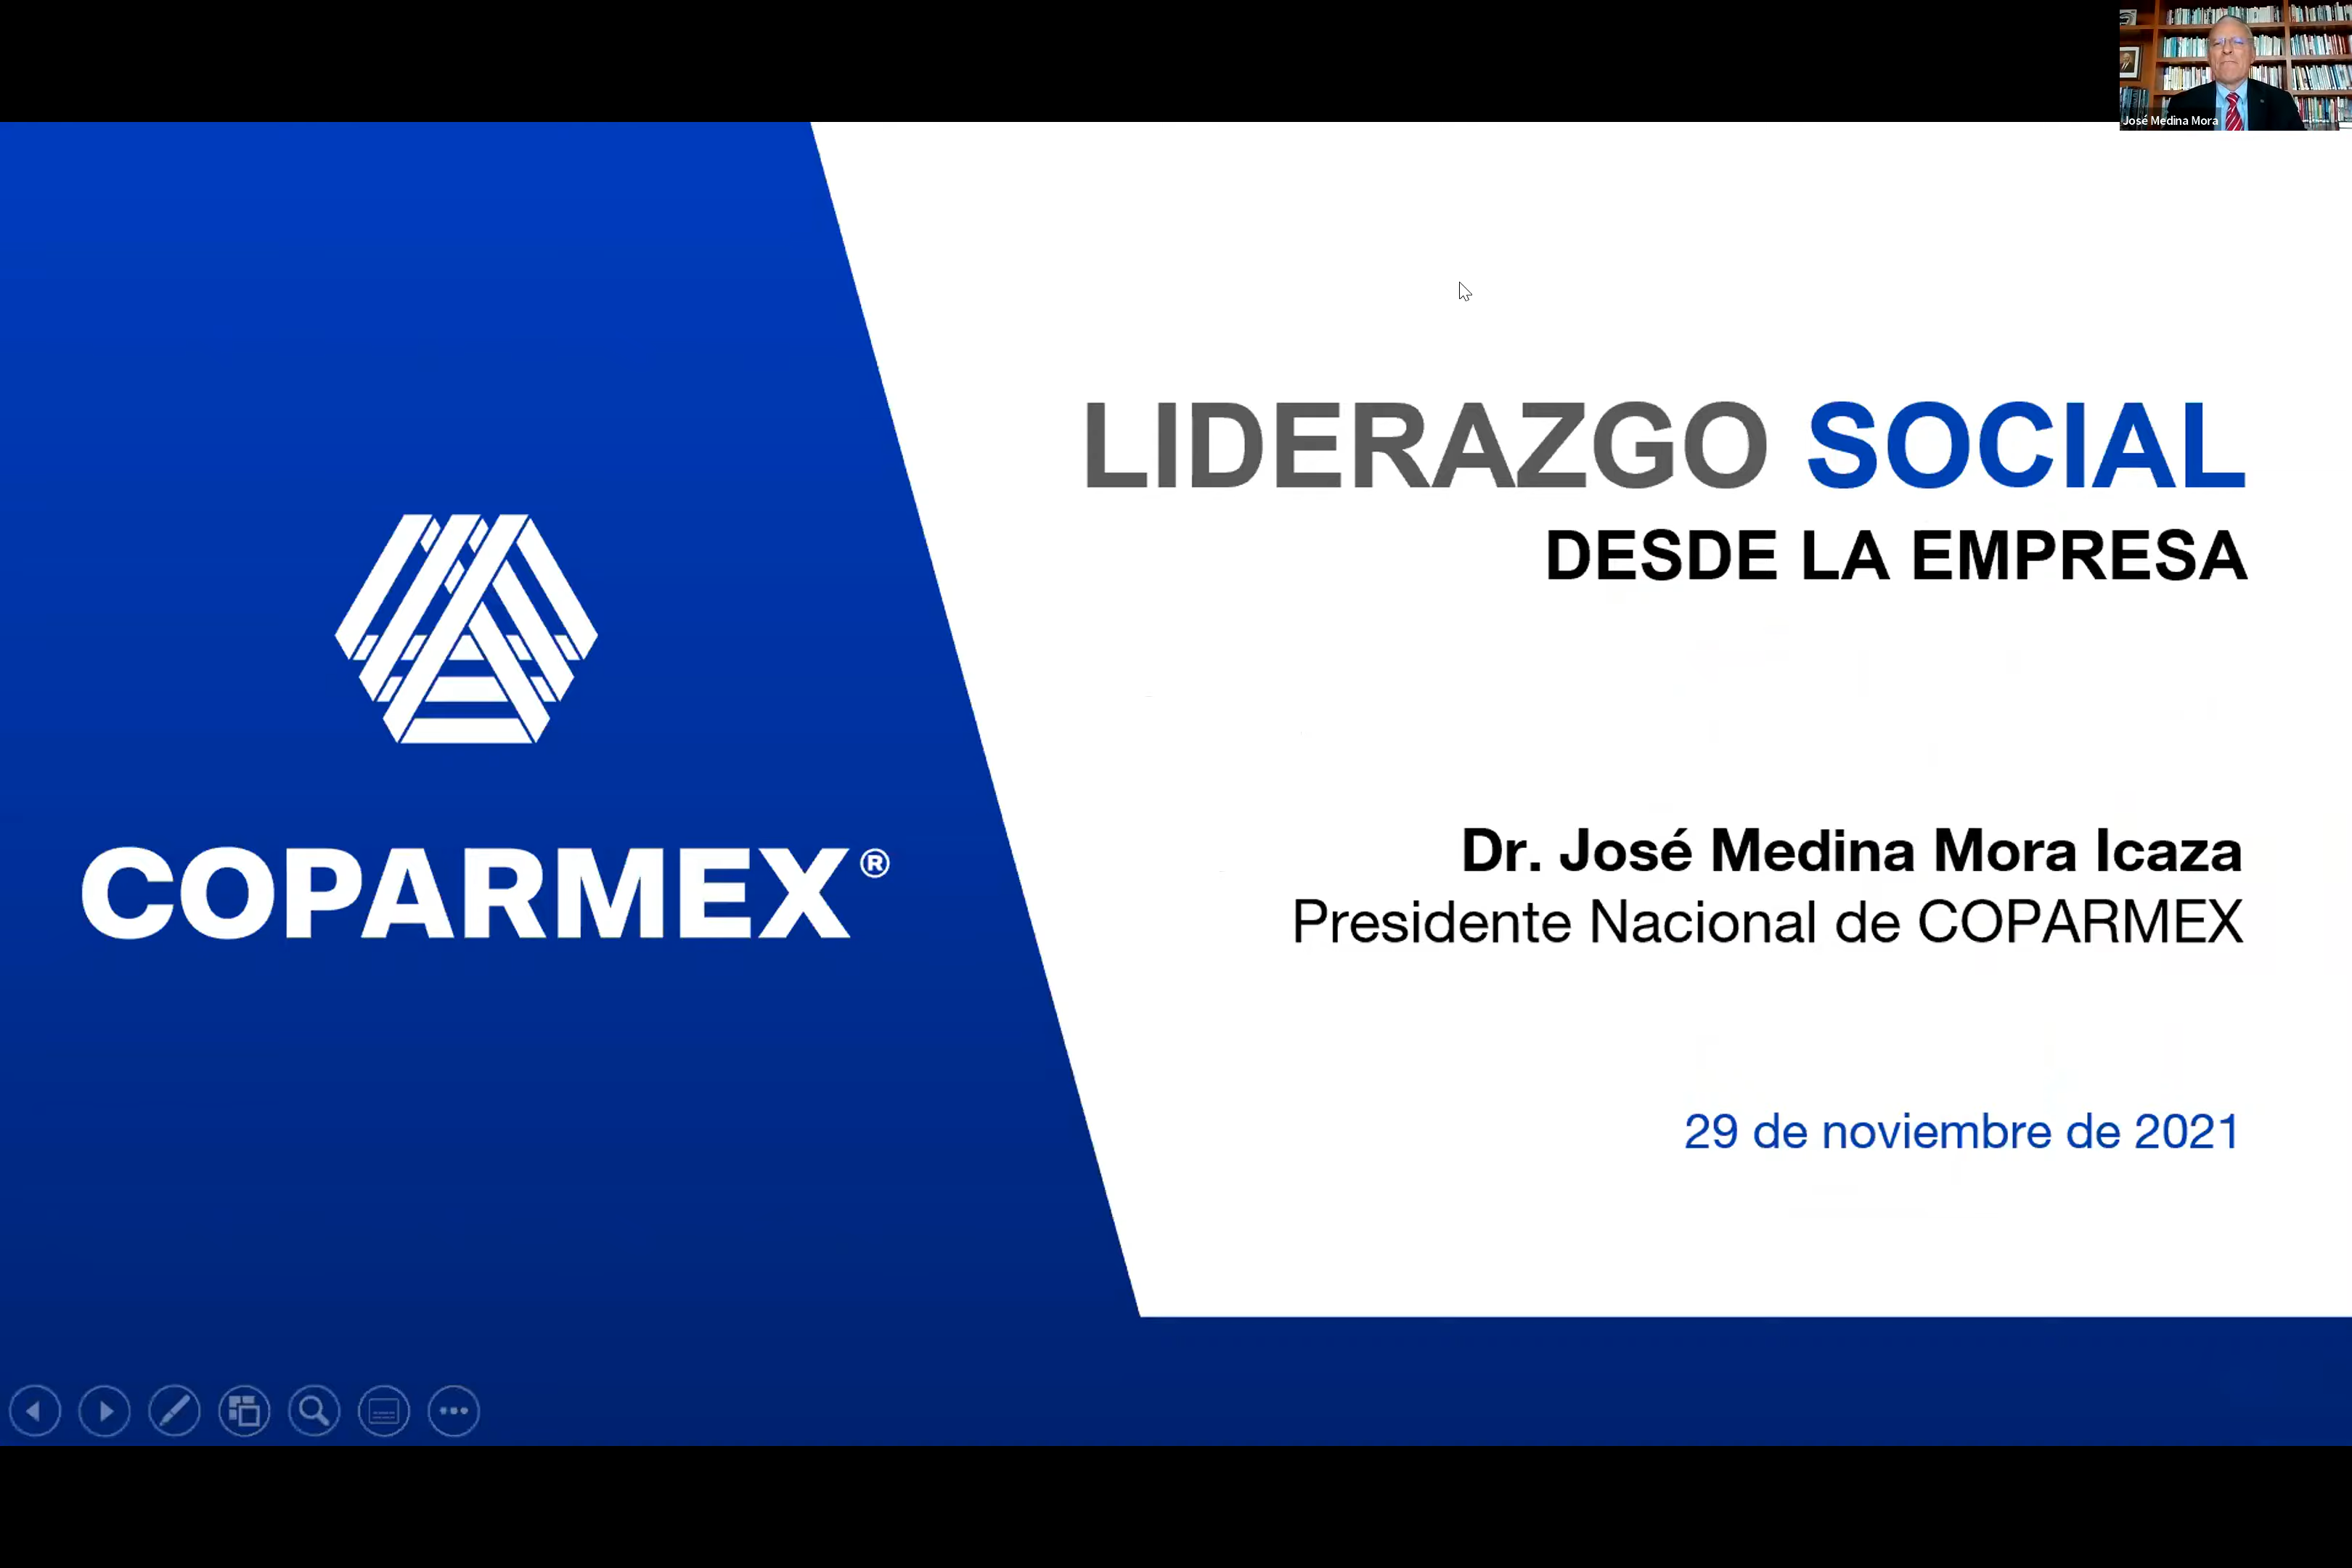 José Medina Mora
LIDERAZGO SOCIAL
DESDE LA EMPRESA
COPARMEX®
Dr. José Medina Mora Icaza
Presidente Nacional de COPARMEX
29 de noviembre de 2021